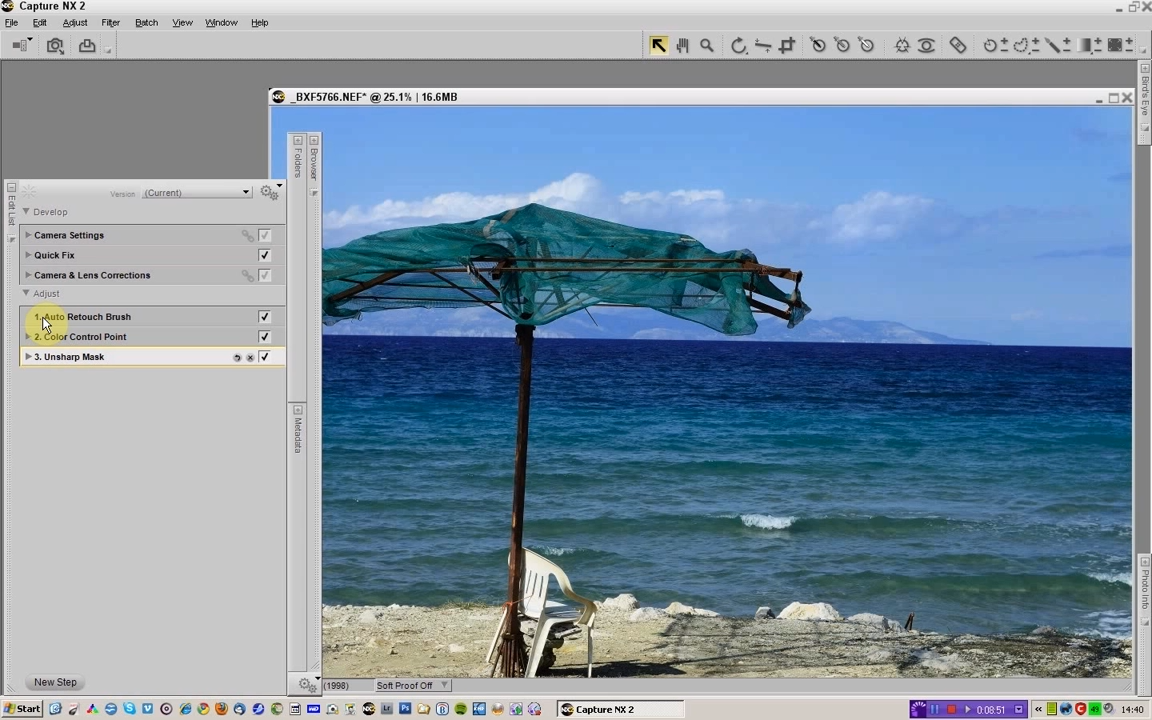 Capture NX 2
File Edit Adjust Filter Batch View Window Help
_BXF5766.NEF* @ 25.1% | 16.6MB
Bird's Eye
Folders
Browser
Edit List
Version (Current)
Develop
Camera Settings
Quick Fix
Camera & Lens Corrections
Adjust
1. Auto Retouch Brush
2. Color Control Point
3. Unsharp Mask
Metadata
Photo Info
New Step
(1998) Soft Proof Off
Start Capture NX 2 0:08:51 14:40